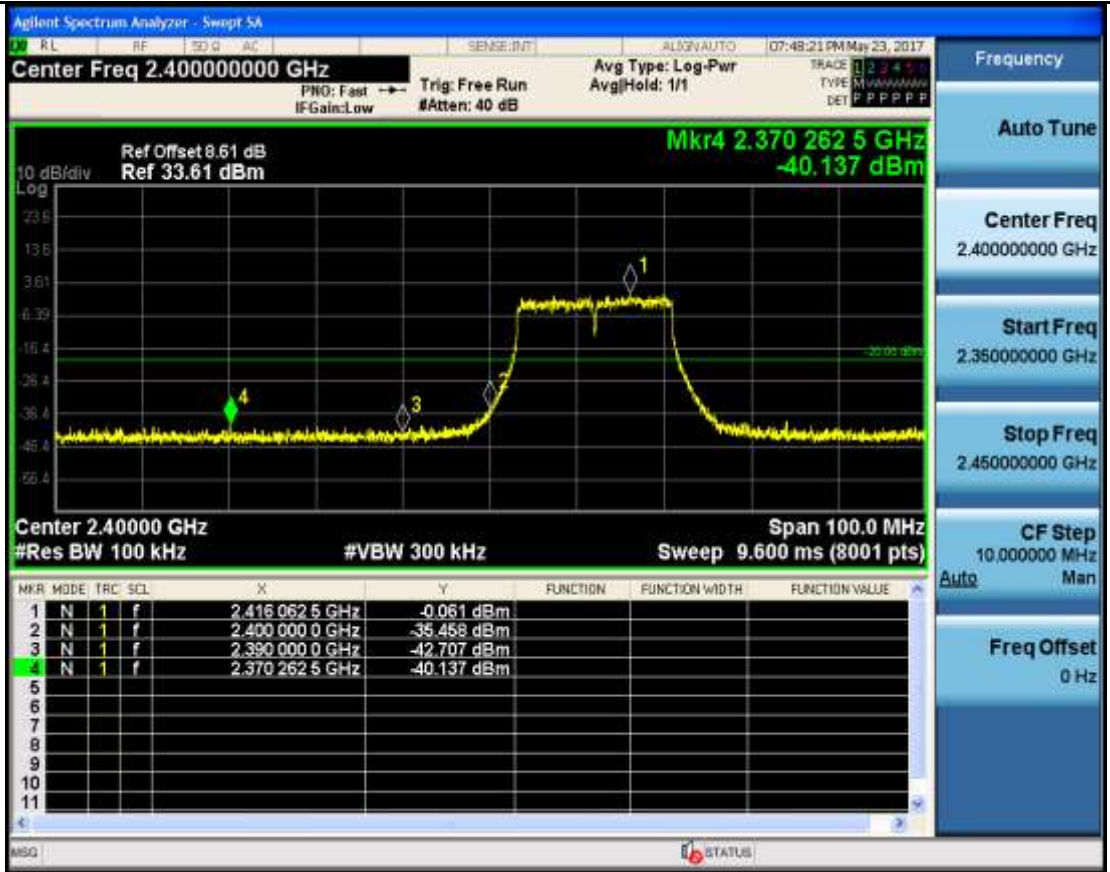 Agilent Spectrum Analyzer - Swept SA
RL RF 50 Ω AC SENSE:INT ALIGNAUTO 07:48:21 PM May 23, 2017
Center Freq 2.400000000 GHz
PNO: Fast
IFGain:Low
Trig: Free Run
#Atten: 40 dB
Avg Type: Log-Pwr
Avg|Hold: 1/1
TRACE 1 2 3 4 5 6
TYPE M
DET P P P P P P
Mkr4 2.370 262 5 GHz
-40.137 dBm
Ref Offset 8.61 dB
10 dB/div Ref 33.61 dBm
Log
23.6
13.6
3.61
-6.39
-16.4
-26.4
-36.4
-46.4
-56.4
-20.06 dBm
1
2
3
4
Center 2.40000 GHz Span 100.0 MHz
#Res BW 100 kHz #VBW 300 kHz Sweep 9.600 ms (8001 pts)
MKR MODE TRC SCL X Y FUNCTION FUNCTION WIDTH FUNCTION VALUE
1 N 1 f 2.416 062 5 GHz -0.061 dBm
2 N 1 f 2.400 000 0 GHz -35.458 dBm
3 N 1 f 2.390 000 0 GHz -42.707 dBm
4 N 1 f 2.370 262 5 GHz -40.137 dBm
5
6
7
8
9
10
11
MSG STATUS
Frequency
Auto Tune
Center Freq
2.400000000 GHz
Start Freq
2.350000000 GHz
Stop Freq
2.450000000 GHz
CF Step
10.000000 MHz
Auto Man
Freq Offset
0 Hz